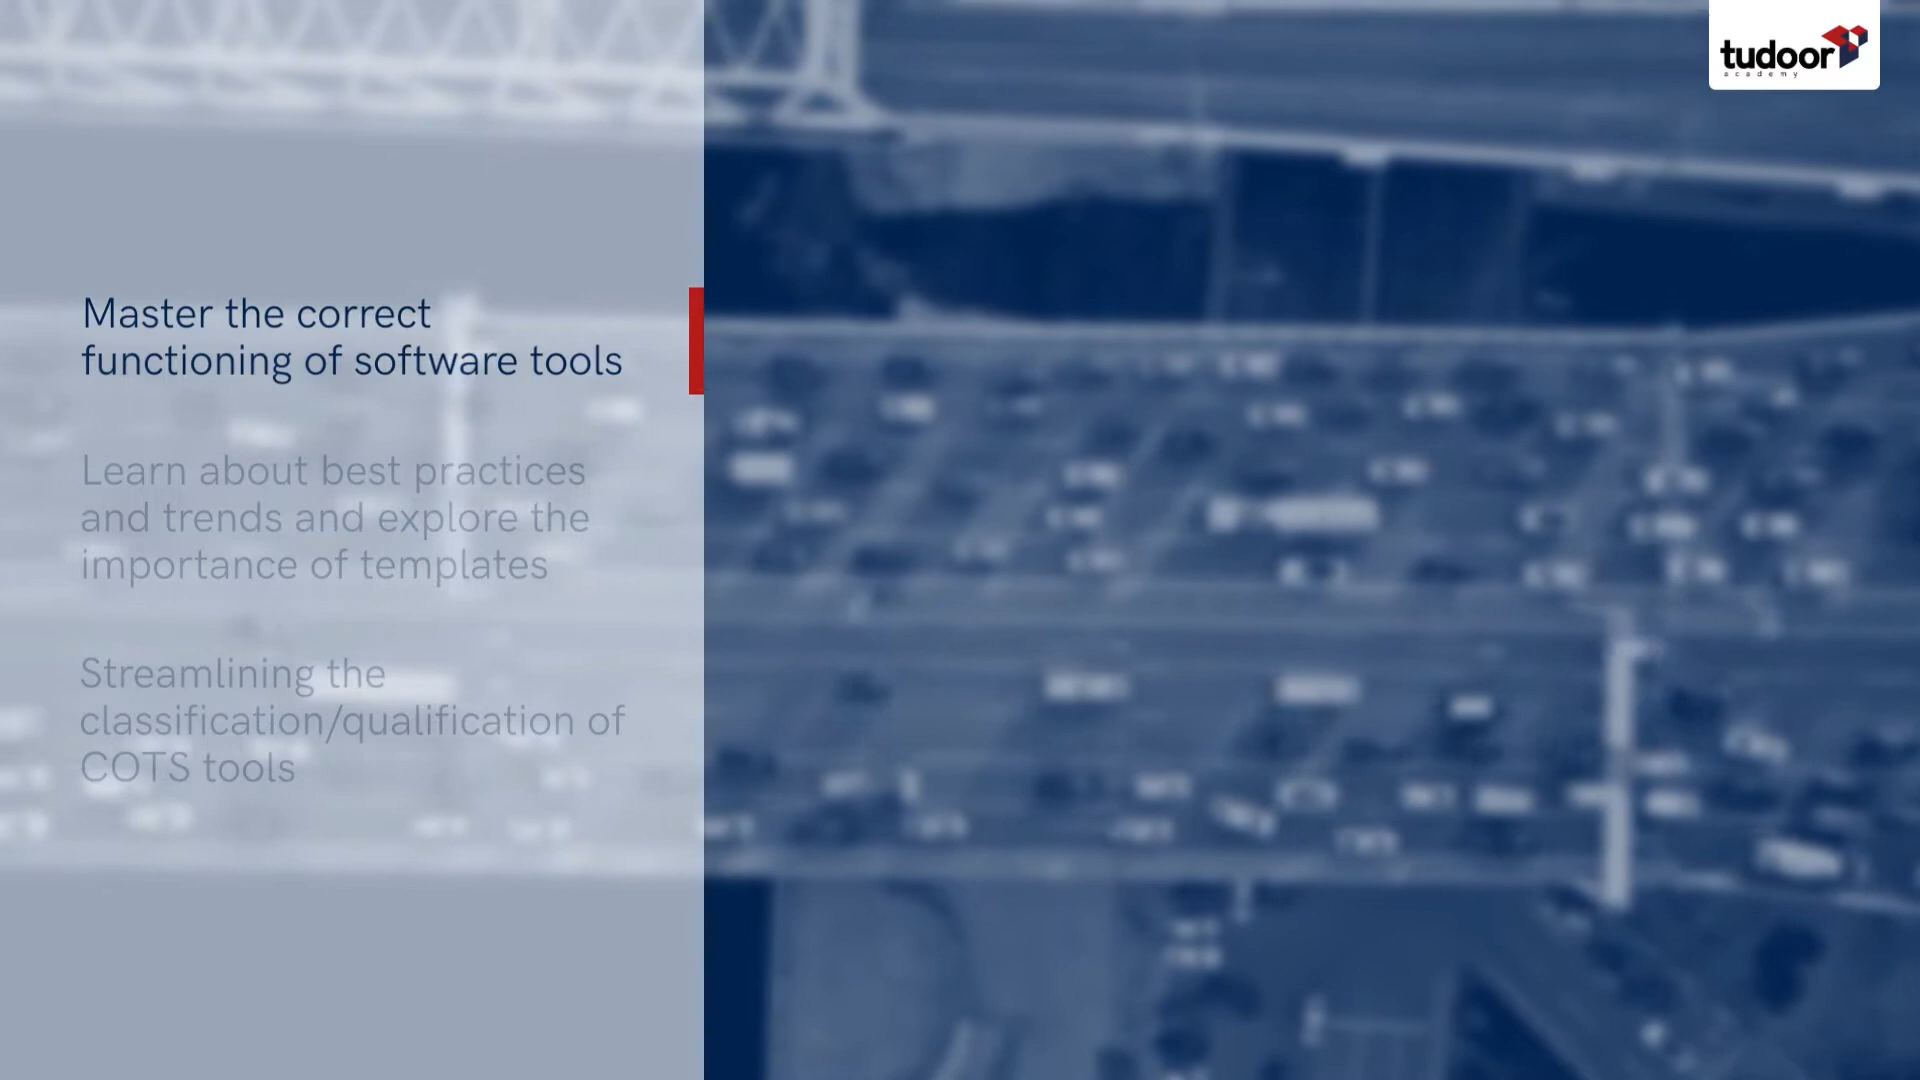 tudoor
academy
Master the correct
functioning of software tools
Learn about best practices
and trends and explore the
importance of templates
Streamlining the
classification/qualification of
COTS tools